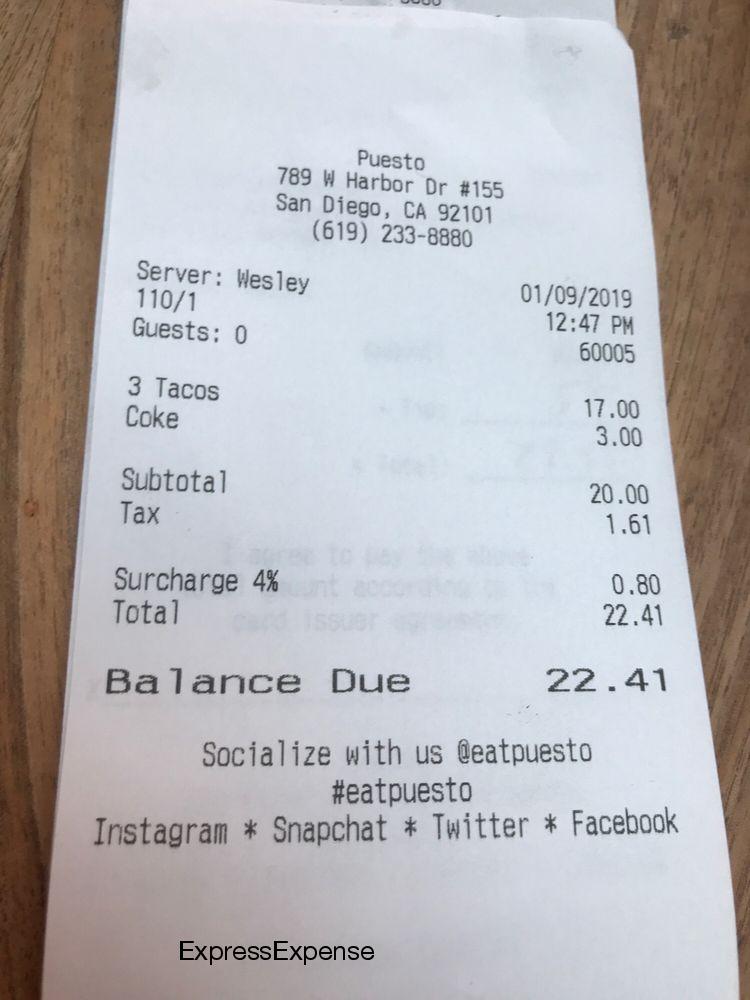 Puesto
789 W Harbor Dr #155
San Diego, CA 92101
(619) 233-8880
Server: Wesley 01/09/2019
110/1 12:47 PM
Guests: 0 60005
3 Tacos 17.00
Coke 3.00
Subtotal 20.00
Tax 1.61
Surcharge 4% 0.80
Total 22.41
Balance Due 22.41
Socialize with us @eatpuesto
#eatpuesto
Instagram * Snapchat * Twitter * Facebook
ExpressExpense